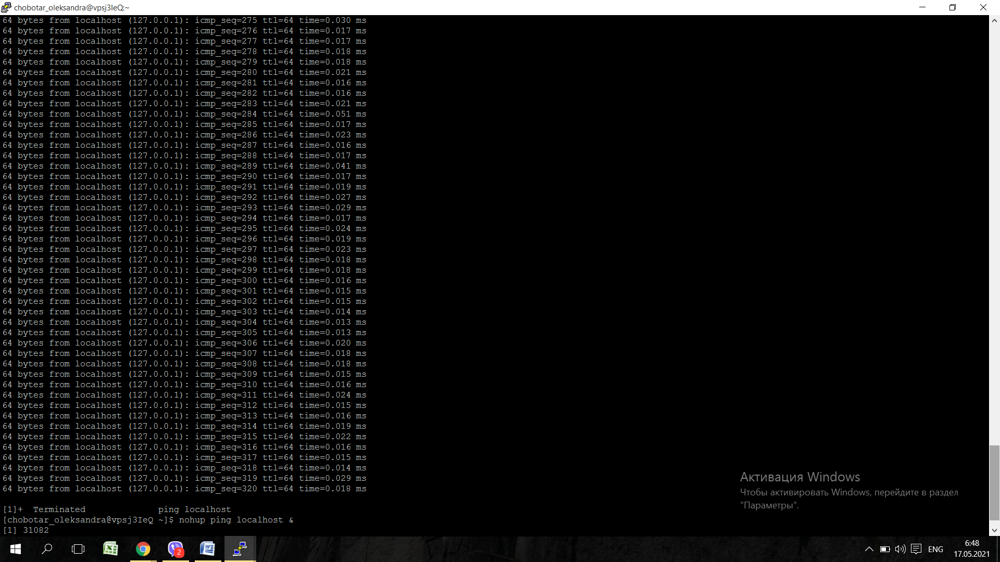 chobotar_oleksandra@vpsj3IeQ:~
64 bytes from localhost (127.0.0.1): icmp_seq=275 ttl=64 time=0.030 ms
64 bytes from localhost (127.0.0.1): icmp_seq=276 ttl=64 time=0.017 ms
64 bytes from localhost (127.0.0.1): icmp_seq=277 ttl=64 time=0.017 ms
64 bytes from localhost (127.0.0.1): icmp_seq=278 ttl=64 time=0.018 ms
64 bytes from localhost (127.0.0.1): icmp_seq=279 ttl=64 time=0.018 ms
64 bytes from localhost (127.0.0.1): icmp_seq=280 ttl=64 time=0.021 ms
64 bytes from localhost (127.0.0.1): icmp_seq=281 ttl=64 time=0.016 ms
64 bytes from localhost (127.0.0.1): icmp_seq=282 ttl=64 time=0.016 ms
64 bytes from localhost (127.0.0.1): icmp_seq=283 ttl=64 time=0.021 ms
64 bytes from localhost (127.0.0.1): icmp_seq=284 ttl=64 time=0.051 ms
64 bytes from localhost (127.0.0.1): icmp_seq=285 ttl=64 time=0.017 ms
64 bytes from localhost (127.0.0.1): icmp_seq=286 ttl=64 time=0.023 ms
64 bytes from localhost (127.0.0.1): icmp_seq=287 ttl=64 time=0.016 ms
64 bytes from localhost (127.0.0.1): icmp_seq=288 ttl=64 time=0.017 ms
64 bytes from localhost (127.0.0.1): icmp_seq=289 ttl=64 time=0.041 ms
64 bytes from localhost (127.0.0.1): icmp_seq=290 ttl=64 time=0.017 ms
64 bytes from localhost (127.0.0.1): icmp_seq=291 ttl=64 time=0.019 ms
64 bytes from localhost (127.0.0.1): icmp_seq=292 ttl=64 time=0.027 ms
64 bytes from localhost (127.0.0.1): icmp_seq=293 ttl=64 time=0.029 ms
64 bytes from localhost (127.0.0.1): icmp_seq=294 ttl=64 time=0.017 ms
64 bytes from localhost (127.0.0.1): icmp_seq=295 ttl=64 time=0.024 ms
64 bytes from localhost (127.0.0.1): icmp_seq=296 ttl=64 time=0.019 ms
64 bytes from localhost (127.0.0.1): icmp_seq=297 ttl=64 time=0.023 ms
64 bytes from localhost (127.0.0.1): icmp_seq=298 ttl=64 time=0.018 ms
64 bytes from localhost (127.0.0.1): icmp_seq=299 ttl=64 time=0.018 ms
64 bytes from localhost (127.0.0.1): icmp_seq=300 ttl=64 time=0.016 ms
64 bytes from localhost (127.0.0.1): icmp_seq=301 ttl=64 time=0.015 ms
64 bytes from localhost (127.0.0.1): icmp_seq=302 ttl=64 time=0.015 ms
64 bytes from localhost (127.0.0.1): icmp_seq=303 ttl=64 time=0.014 ms
64 bytes from localhost (127.0.0.1): icmp_seq=304 ttl=64 time=0.013 ms
64 bytes from localhost (127.0.0.1): icmp_seq=305 ttl=64 time=0.013 ms
64 bytes from localhost (127.0.0.1): icmp_seq=306 ttl=64 time=0.020 ms
64 bytes from localhost (127.0.0.1): icmp_seq=307 ttl=64 time=0.018 ms
64 bytes from localhost (127.0.0.1): icmp_seq=308 ttl=64 time=0.018 ms
64 bytes from localhost (127.0.0.1): icmp_seq=309 ttl=64 time=0.015 ms
64 bytes from localhost (127.0.0.1): icmp_seq=310 ttl=64 time=0.016 ms
64 bytes from localhost (127.0.0.1): icmp_seq=311 ttl=64 time=0.024 ms
64 bytes from localhost (127.0.0.1): icmp_seq=312 ttl=64 time=0.015 ms
64 bytes from localhost (127.0.0.1): icmp_seq=313 ttl=64 time=0.016 ms
64 bytes from localhost (127.0.0.1): icmp_seq=314 ttl=64 time=0.019 ms
64 bytes from localhost (127.0.0.1): icmp_seq=315 ttl=64 time=0.022 ms
64 bytes from localhost (127.0.0.1): icmp_seq=316 ttl=64 time=0.016 ms
64 bytes from localhost (127.0.0.1): icmp_seq=317 ttl=64 time=0.015 ms
64 bytes from localhost (127.0.0.1): icmp_seq=318 ttl=64 time=0.014 ms
64 bytes from localhost (127.0.0.1): icmp_seq=319 ttl=64 time=0.029 ms
64 bytes from localhost (127.0.0.1): icmp_seq=320 ttl=64 time=0.018 ms
[1]+  Terminated              ping localhost
[chobotar_oleksandra@vpsj3IeQ ~]$ nohup ping localhost &
[1] 31082
Активация Windows
Чтобы активировать Windows, перейдите в раздел
"Параметры".
2
ENG
6:48
17.05.2021